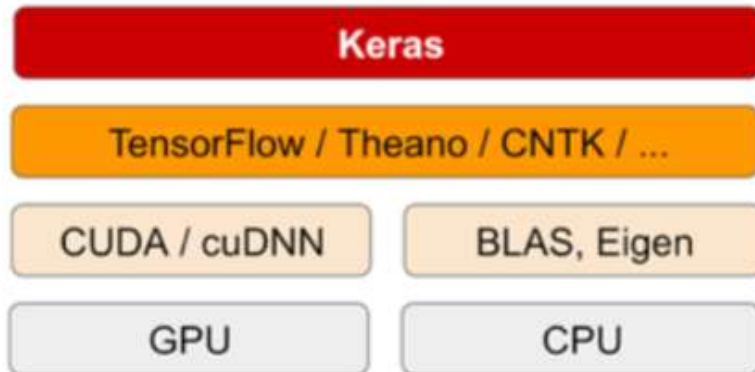 Keras
TensorFlow / Theano / CNTK / ...
CUDA / cuDNN
BLAS, Eigen
GPU
CPU